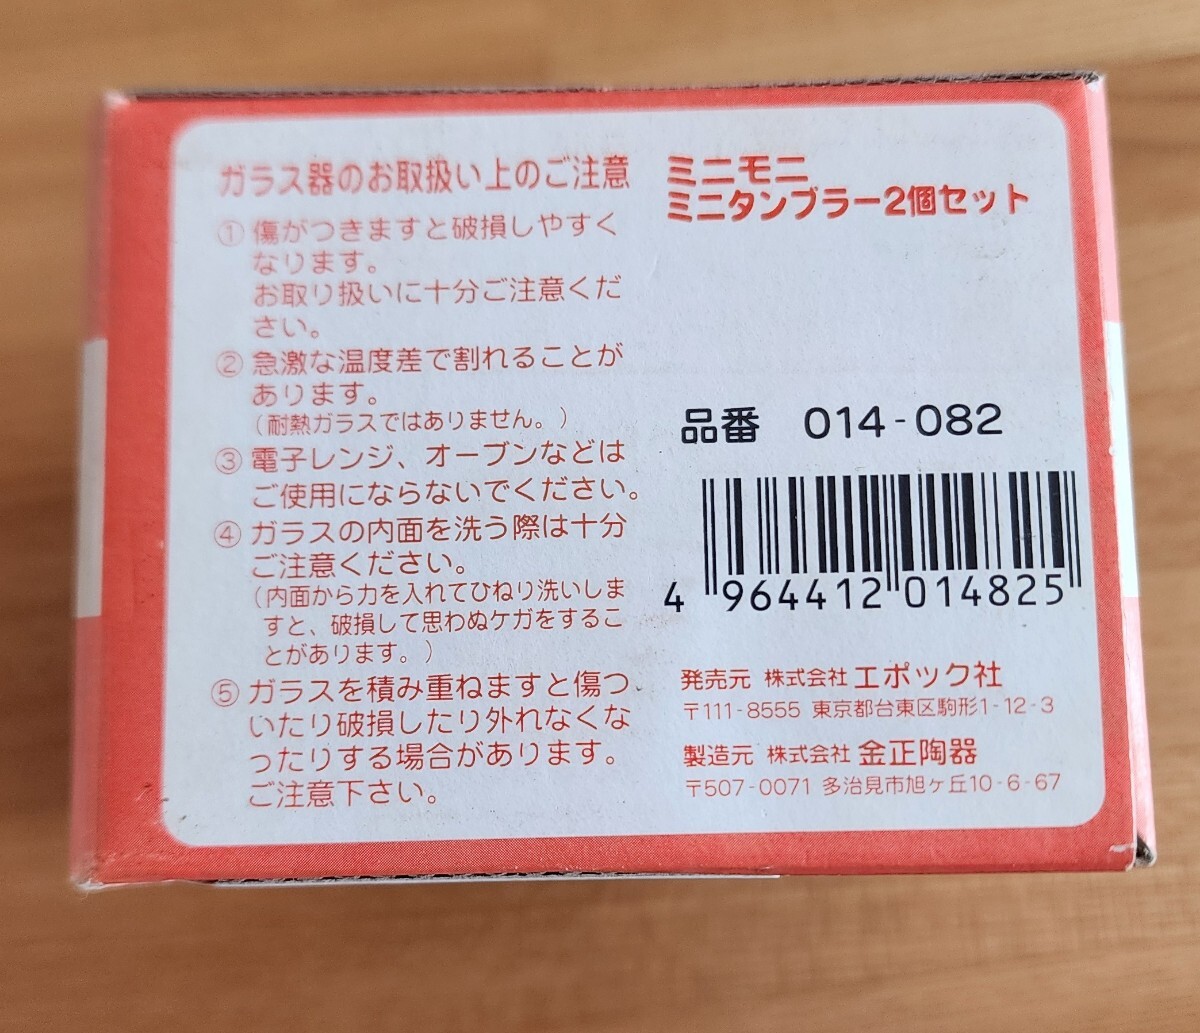 ガラス器のお取扱い上のご注意
① 傷がつきますと破損しやすく
なります。
お取り扱いに十分ご注意くだ
さい。
② 急激な温度差で割れることが
あります。
(耐熱ガラスではありません。)
③ 電子レンジ、オーブンなどは
ご使用にならないでください。
④ ガラスの内面を洗う際は十分
ご注意ください。
(内面から力を入れてひねり洗いしま
すと、破損して思わぬケガをするこ
とがあります。)
⑤ ガラスを積み重ねますと傷つ
いたり破損したり外れなくな
ったりする場合があります。
ご注意下さい。
ミニモニ
ミニタンブラー2個セット
品番 014-082
4 964412 014825
発売元 株式会社 エポック社
〒111-8555 東京都台東区駒形1-12-3
製造元 株式会社 金正陶器
〒507-0071 多治見市旭ケ丘10-6-67